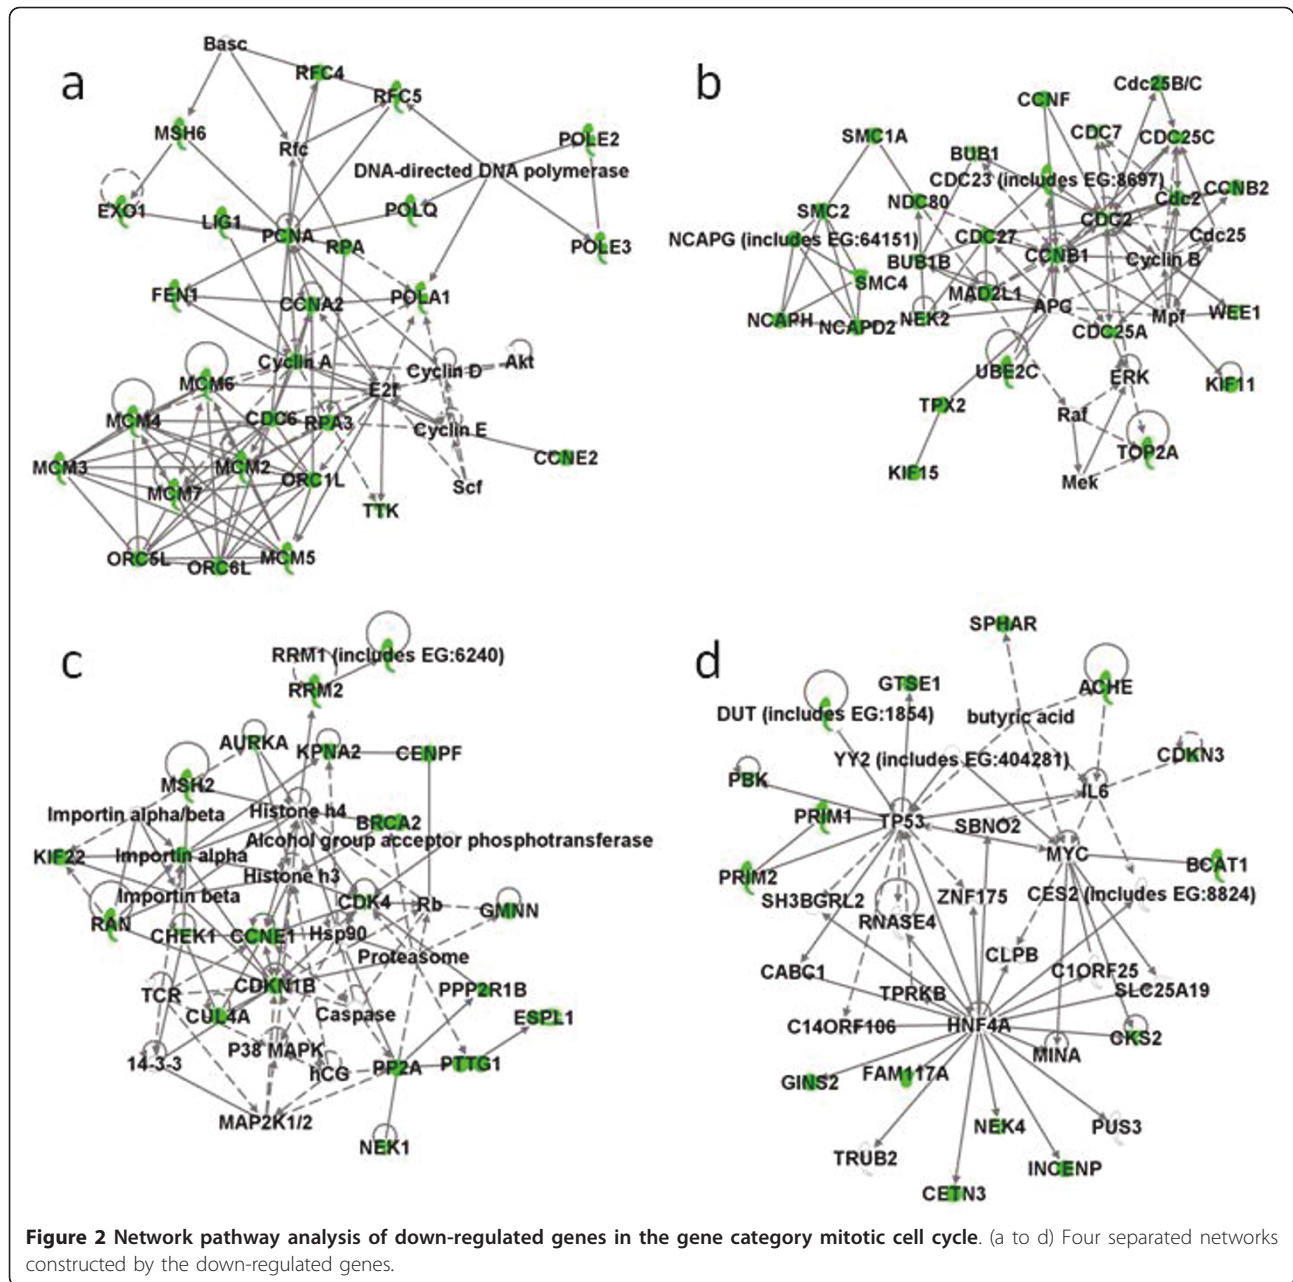 a
Basc
RFC4
RFC5
MSH6
Rfc
POLE2
DNA-directed DNA polymerase
EXO1
LIG1
POLQ
PCNA
RPA
POLE3
FEN1
CCNA2
POLA1
Cyclin A
Cyclin D
Akt
MCM6
E2f
MCM4
CDC6
RPA3
Cyclin E
MCM3
MCM2
CCNE2
MCM7
ORC1L
Scf
TTK
ORC5L
ORC6L
MCM5
b
Cdc25B/C
CCNF
SMC1A
CDC7
CDC25C
BUB1
CDC23 (includes EG:8697)
CCNB2
NDC80
Cdc2
SMC2
CDC2
NCAPG (includes EG:64151)
CDC27
Cdc25
BUB1B
CCNB1
Cyclin B
SMC4
MAD2L1
APC
NCAPH
NCAPD2
NEK2
Mpf
WEE1
CDC25A
UBE2C
ERK
KIF11
TPX2
Raf
KIF15
TOP2A
Mek
c
RRM1 (includes EG:6240)
RRM2
AURKA
KPNA2
CENPF
MSH2
Importin alpha/beta
Histone h4
BRCA2
Alcohol group acceptor phosphotransferase
KIF22
Importin alpha
Histone h3
Importin beta
CDK4
Rb
GMNN
RAN
CHEK1
CCNE1
Hsp90
Proteasome
TCR
CDKN1B
PPP2R1B
CUL4A
Caspase
ESPL1
14-3-3
P38 MAPK
hCG
PP2A
PTTG1
MAP2K1/2
NEK1
d
SPHAR
GTSE1
ACHE
DUT (includes EG:1854)
butyric acid
YY2 (includes EG:404281)
CDKN3
PBK
IL6
PRIM1
TP53
SBNO2
MYC
BCAT1
PRIM2
SH3BGRL2
ZNF175
CES2 (includes EG:8824)
RNASE4
CLPB
CABC1
C1ORF25
TPRKB
SLC25A19
C14ORF106
HNF4A
CKS2
MINA
GINS2
FAM117A
NEK4
PUS3
TRUB2
INCENP
CETN3
Figure 2 Network pathway analysis of down-regulated genes in the gene category mitotic cell cycle. (a to d) Four separated networks
constructed by the down-regulated genes.